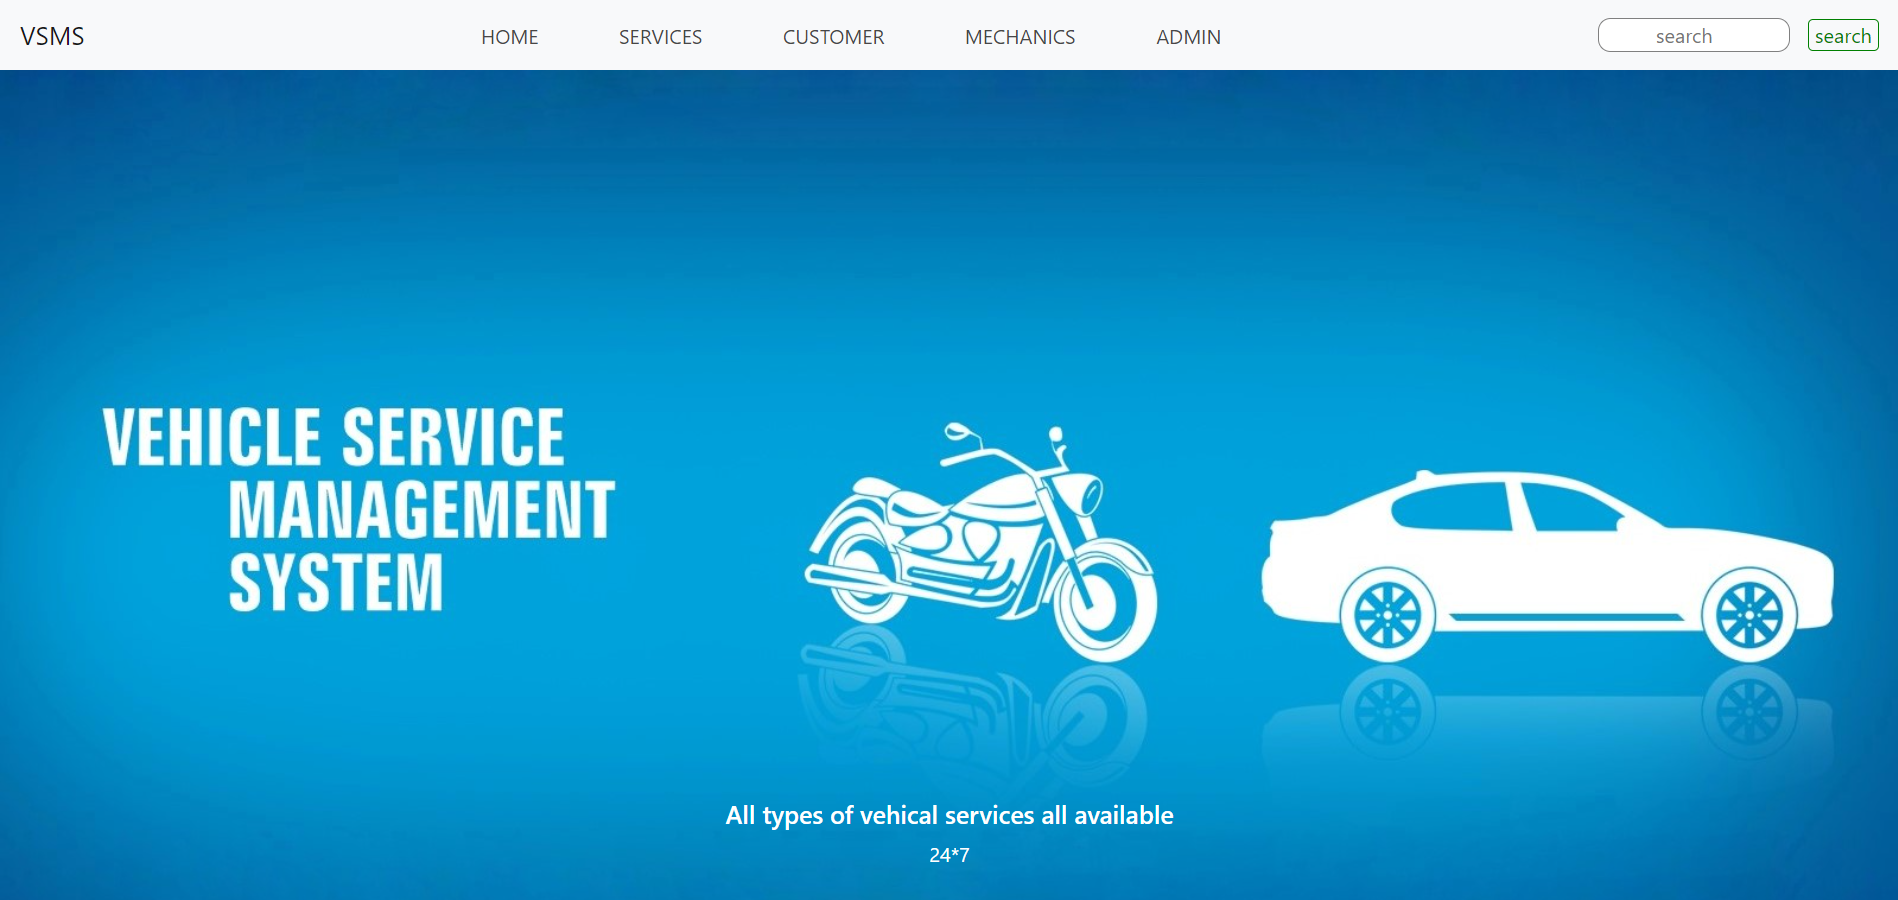 VSMS
HOME SERVICES CUSTOMER MECHANICS ADMIN
search search
VEHICLE SERVICE
MANAGEMENT
SYSTEM
All types of vehical services all available
24*7